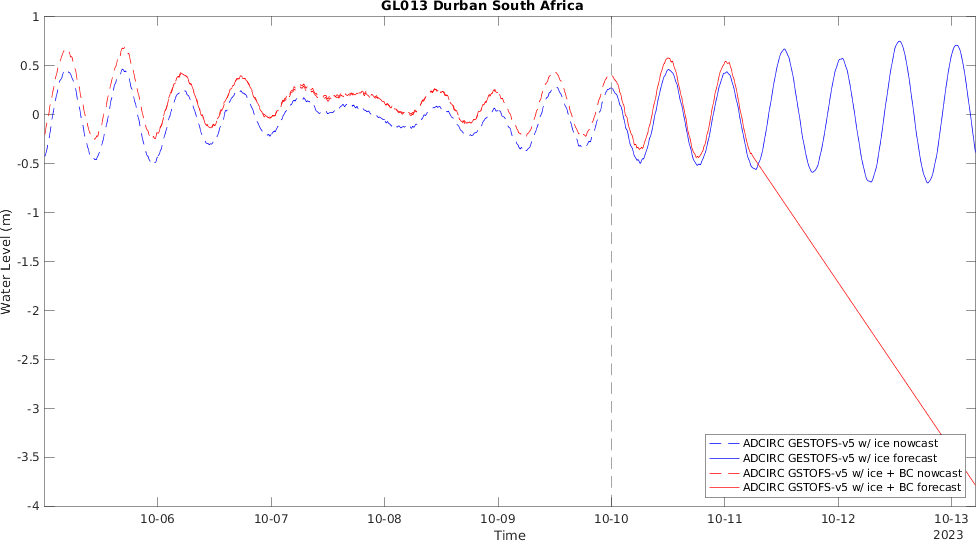 GL013 Durban South Africa
1
0.5
0
-0.5
-1
-1.5
-2
-2.5
-3
-3.5
-4
Water Level (m)
ADCIRC GESTOFS-v5 w/ ice nowcast
ADCIRC GESTOFS-v5 w/ ice forecast
ADCIRC GSTOFS-v5 w/ ice + BC nowcast
ADCIRC GSTOFS-v5 w/ ice + BC forecast
10-06 10-07 10-08 10-09 10-10 10-11 10-12 10-13
2023
Time